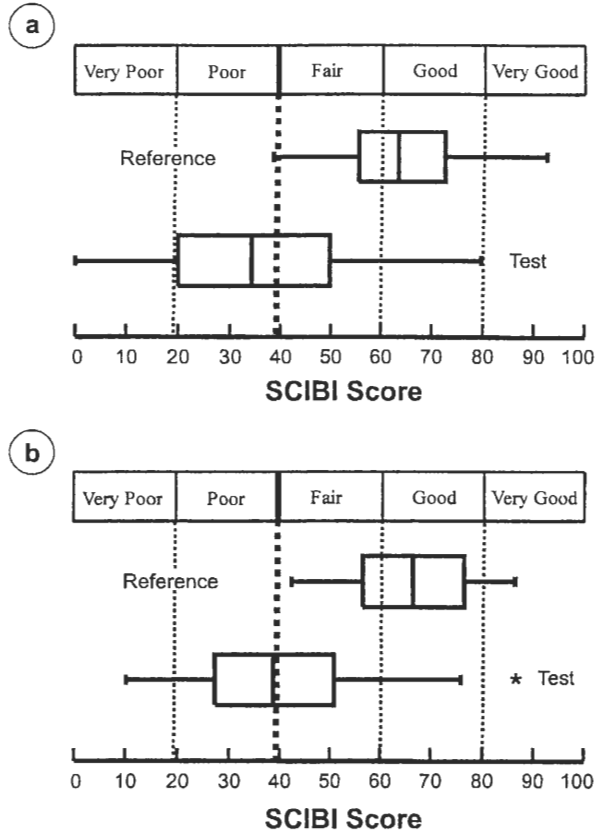 a
Very Poor Poor Fair Good Very Good
Reference
Test
0 10 20 30 40 50 60 70 80 90 100
SCIBI Score
b
Very Poor Poor Fair Good Very Good
Reference
* Test
0 10 20 30 40 50 60 70 80 90 100
SCIBI Score